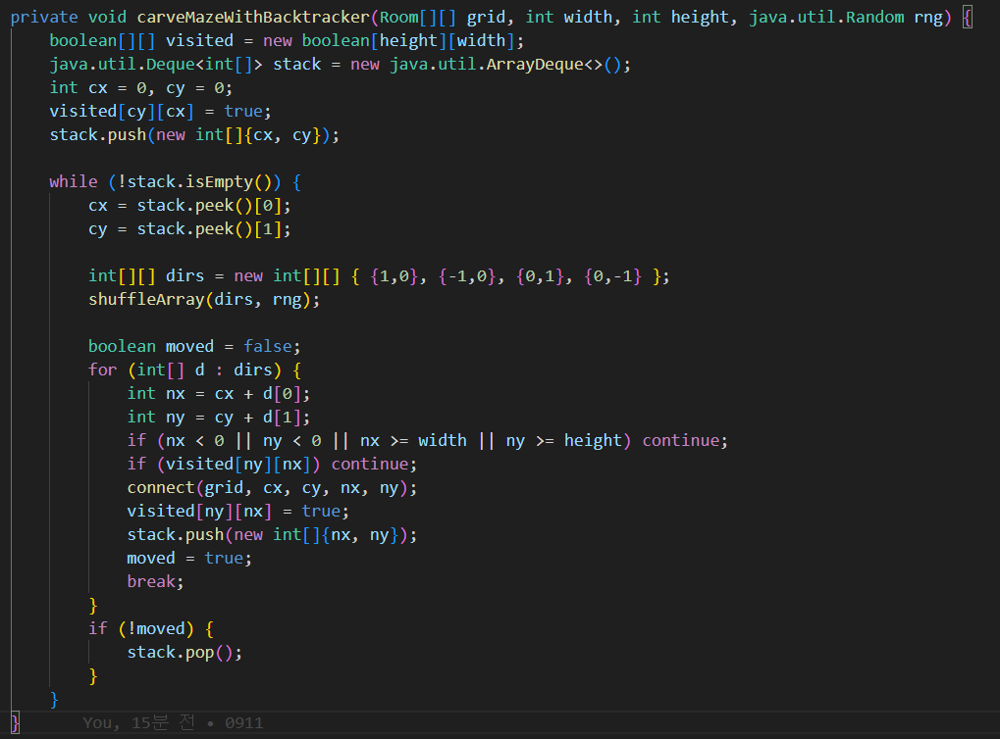 private void carveMazeWithBacktracker(Room[][] grid, int width, int height, java.util.Random rng) {
    boolean[][] visited = new boolean[height][width];
    java.util.Deque<int[]> stack = new java.util.ArrayDeque<>();
    int cx = 0, cy = 0;
    visited[cy][cx] = true;
    stack.push(new int[]{cx, cy});

    while (!stack.isEmpty()) {
        cx = stack.peek()[0];
        cy = stack.peek()[1];

        int[][] dirs = new int[][] { {1,0}, {-1,0}, {0,1}, {0,-1} };
        shuffleArray(dirs, rng);

        boolean moved = false;
        for (int[] d : dirs) {
            int nx = cx + d[0];
            int ny = cy + d[1];
            if (nx < 0 || ny < 0 || nx >= width || ny >= height) continue;
            if (visited[ny][nx]) continue;
            connect(grid, cx, cy, nx, ny);
            visited[ny][nx] = true;
            stack.push(new int[]{nx, ny});
            moved = true;
            break;
        }
        if (!moved) {
            stack.pop();
        }
    }
}    You, 15분 전 • 0911